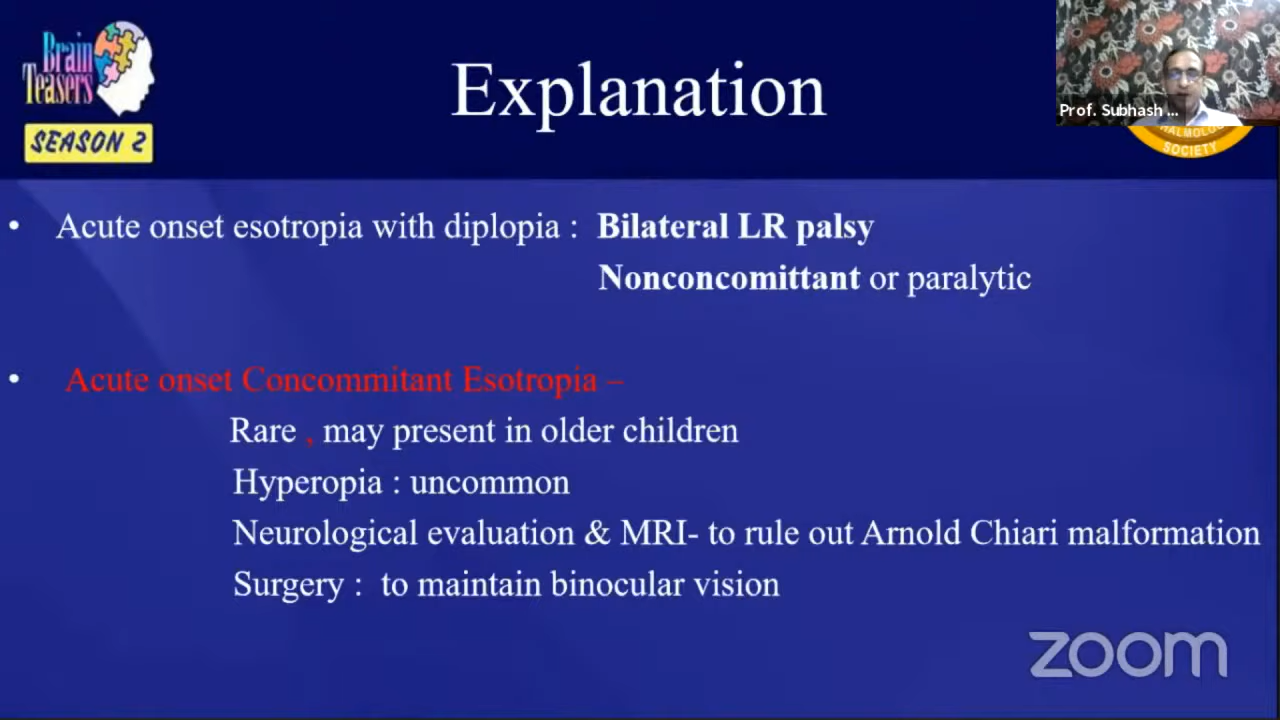 Brain
Teasers
SEASON 2
Explanation
Prof. Subhash ...
SOCIETY
• Acute onset esotropia with diplopia : Bilateral LR palsy
Nonconcomittant or paralytic
• Acute onset Concommitant Esotropia –
Rare , may present in older children
Hyperopia : uncommon
Neurological evaluation & MRI- to rule out Arnold Chiari malformation
Surgery : to maintain binocular vision
zoom